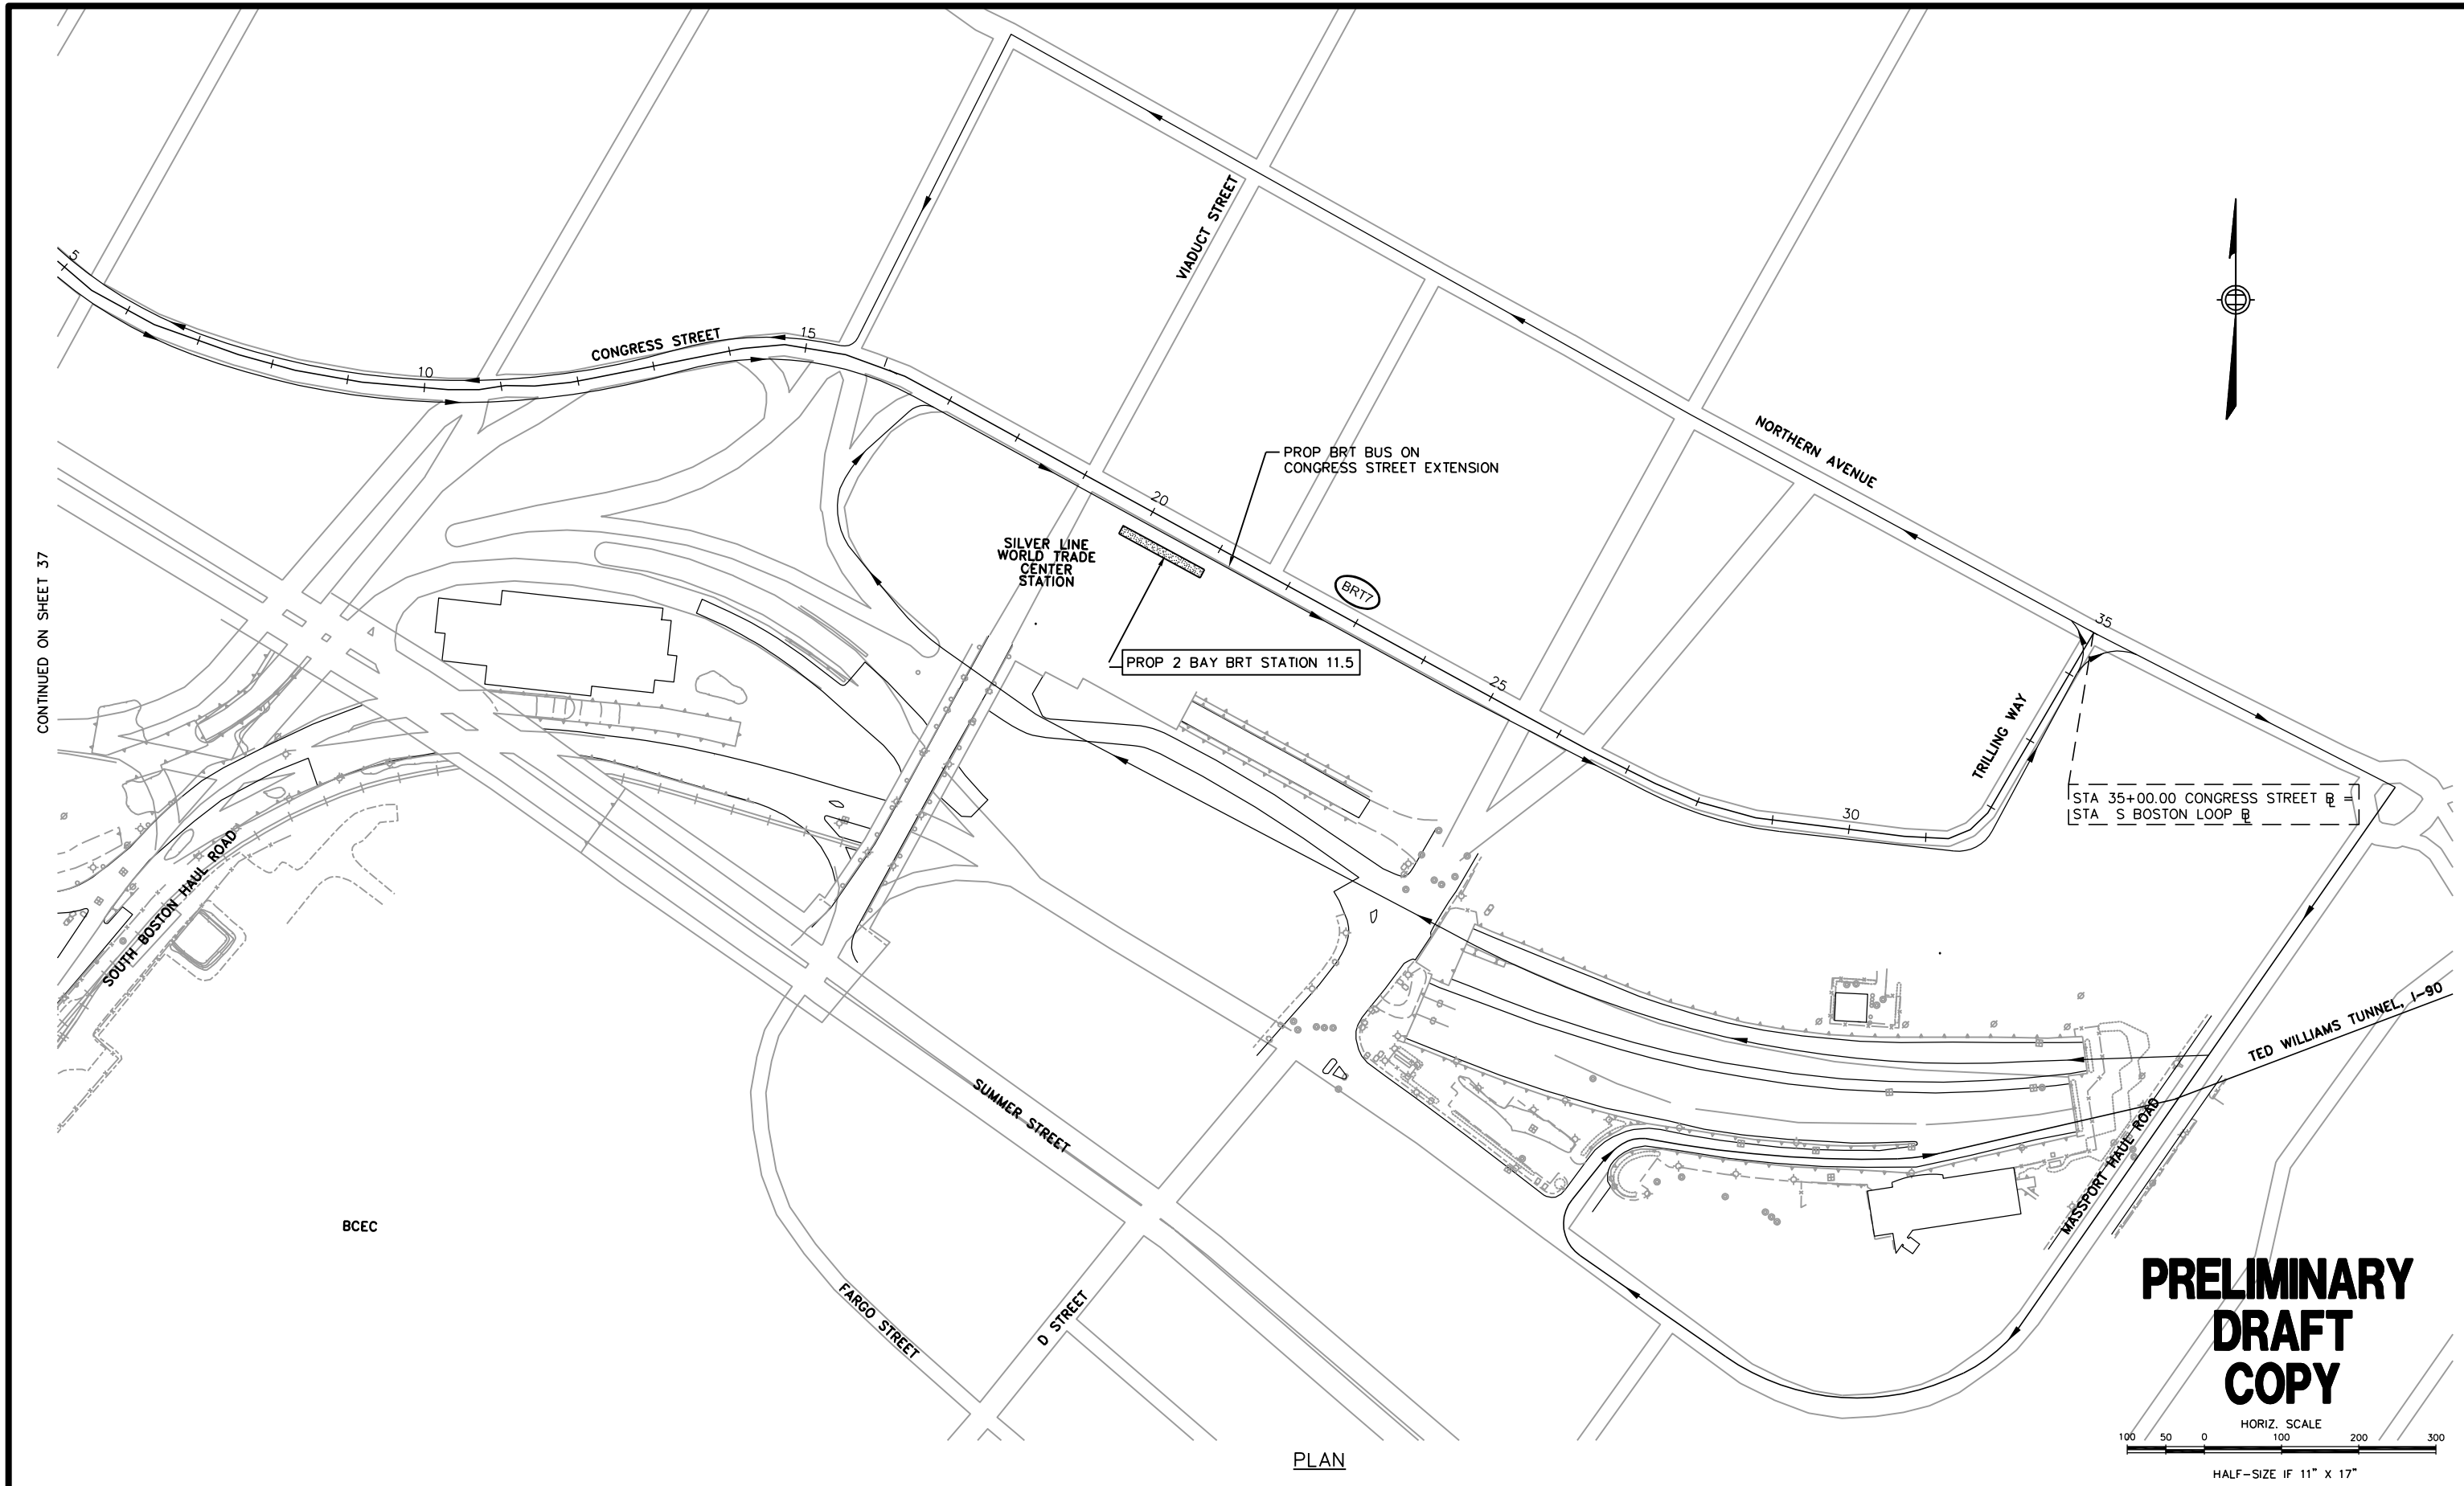 VIADUCT STREET
5
CONGRESS STREET
15
10
NORTHERN AVENUE
PROP BRT BUS ON
CONGRESS STREET EXTENSION
20
CONTINUED ON SHEET 37
SILVER LINE
WORLD TRADE
CENTER
STATION
BRT7
35
PROP 2 BAY BRT STATION 11.5
25
TRILLING WAY
STA 35+00.00 CONGRESS STREET BL =
STA S BOSTON LOOP BL
30
SOUTH BOSTON HAUL ROAD
TED WILLIAMS TUNNEL, I-90
SUMMER STREET
MASSPORT HAUL ROAD
BCEC
FARGO STREET
D STREET
PRELIMINARY
DRAFT
COPY
HORIZ. SCALE
100 50 0 100 200 300
PLAN
HALF-SIZE IF 11" X 17"